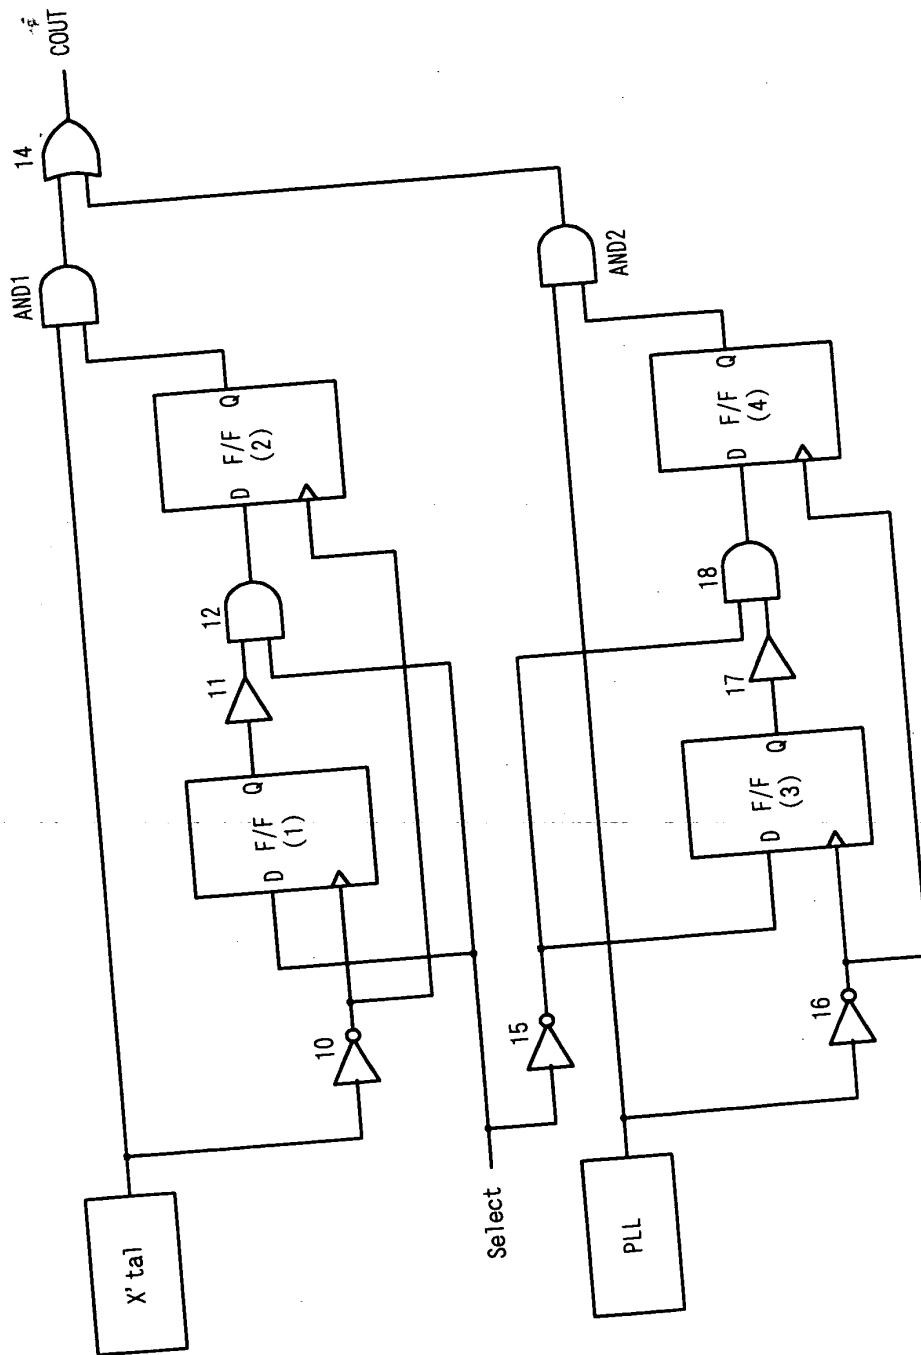 COUT
14
AND1
Q
F/F
(2)
D
12
11
Q
F/F
(1)
D
10
X'tal
AND2
Q
F/F
(4)
D
18
17
Q
F/F
(3)
D
15
16
Select
PLL